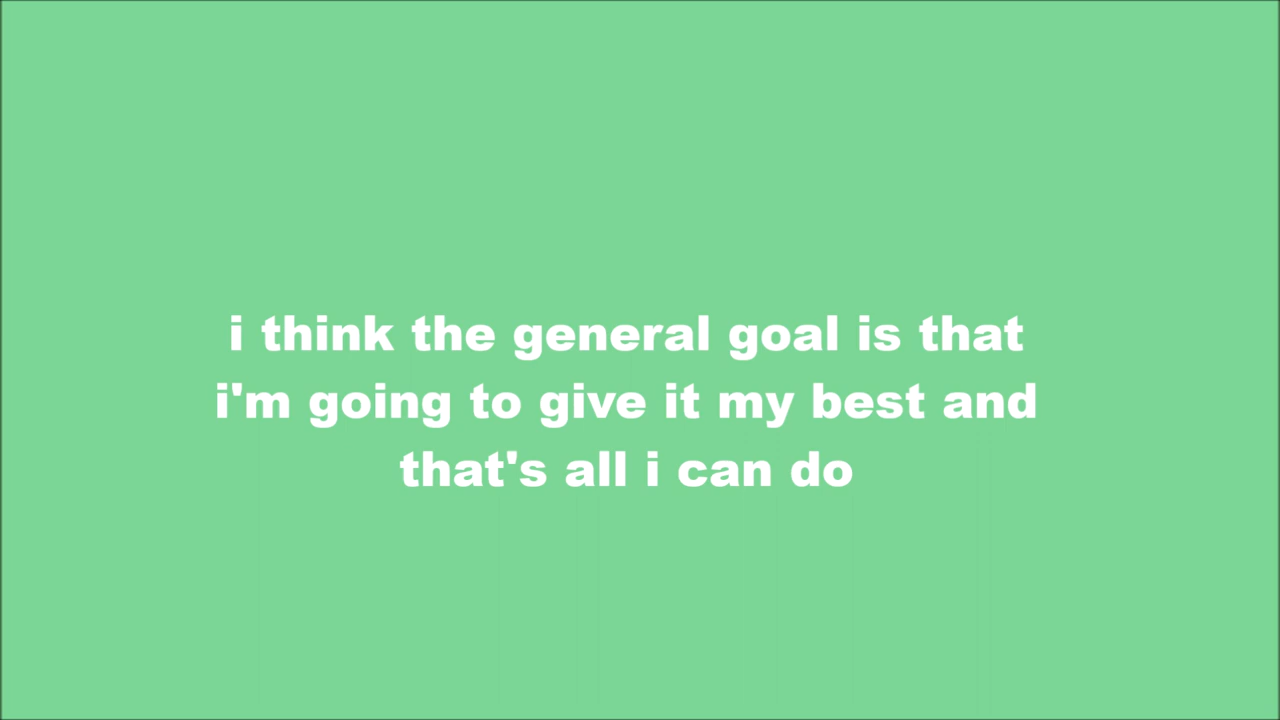 i think the general goal is that
i'm going to give it my best and
that's all i can do